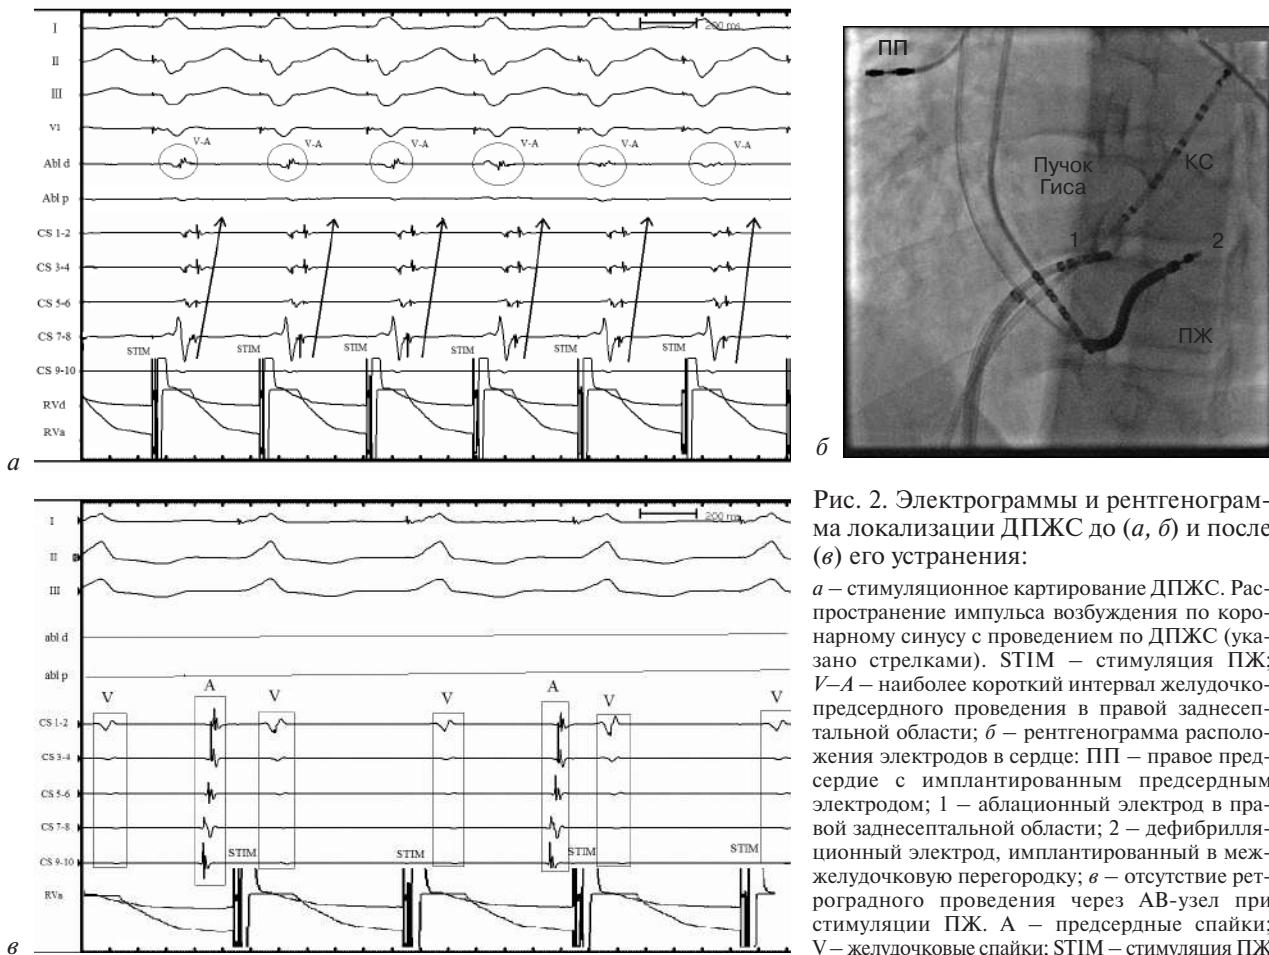 I
200 ms
II
III
V1
V-A V-A V-A V-A V-A V-A
Abl d
Abl p
CS 1-2
CS 3-4
CS 5-6
CS 7-8
STIM STIM STIM STIM STIM STIM
CS 9-10
RVd
RVa
а
ПП
Пучок
Гиса
КС
1
2
ПЖ
б
I
200 ms
II
III
abl d
abl p
V A V V A V V
CS 1-2
CS 3-4
CS 5-6
CS 7-8
CS 9-10
STIM STIM STIM STIM
RVa
в
Рис. 2. Электрограммы и рентгенограм-
ма локализации ДПЖС до (а, б) и после
(в) его устранения:
а – стимуляционное картирование ДПЖС. Рас-
пространение импульса возбуждения по коро-
нарному синусу с проведением по ДПЖС (ука-
зано стрелками). STIM – стимуляция ПЖ;
V–A – наиболее короткий интервал желудочко-
предсердного проведения в правой заднесеп-
тальной области; б – рентгенограмма располо-
жения электродов в сердце: ПП – правое пред-
сердие с имплантированным предсердным
электродом; 1 – аблационный электрод в пра-
вой заднесептальной области; 2 – дефибрилля-
ционный электрод, имплантированный в меж-
желудочковую перегородку; в – отсутствие рет-
роградного проведения через АВ-узел при
стимуляции ПЖ. А – предсердные спайки;
V – желудочковые спайки; STIM – стимуляция ПЖ